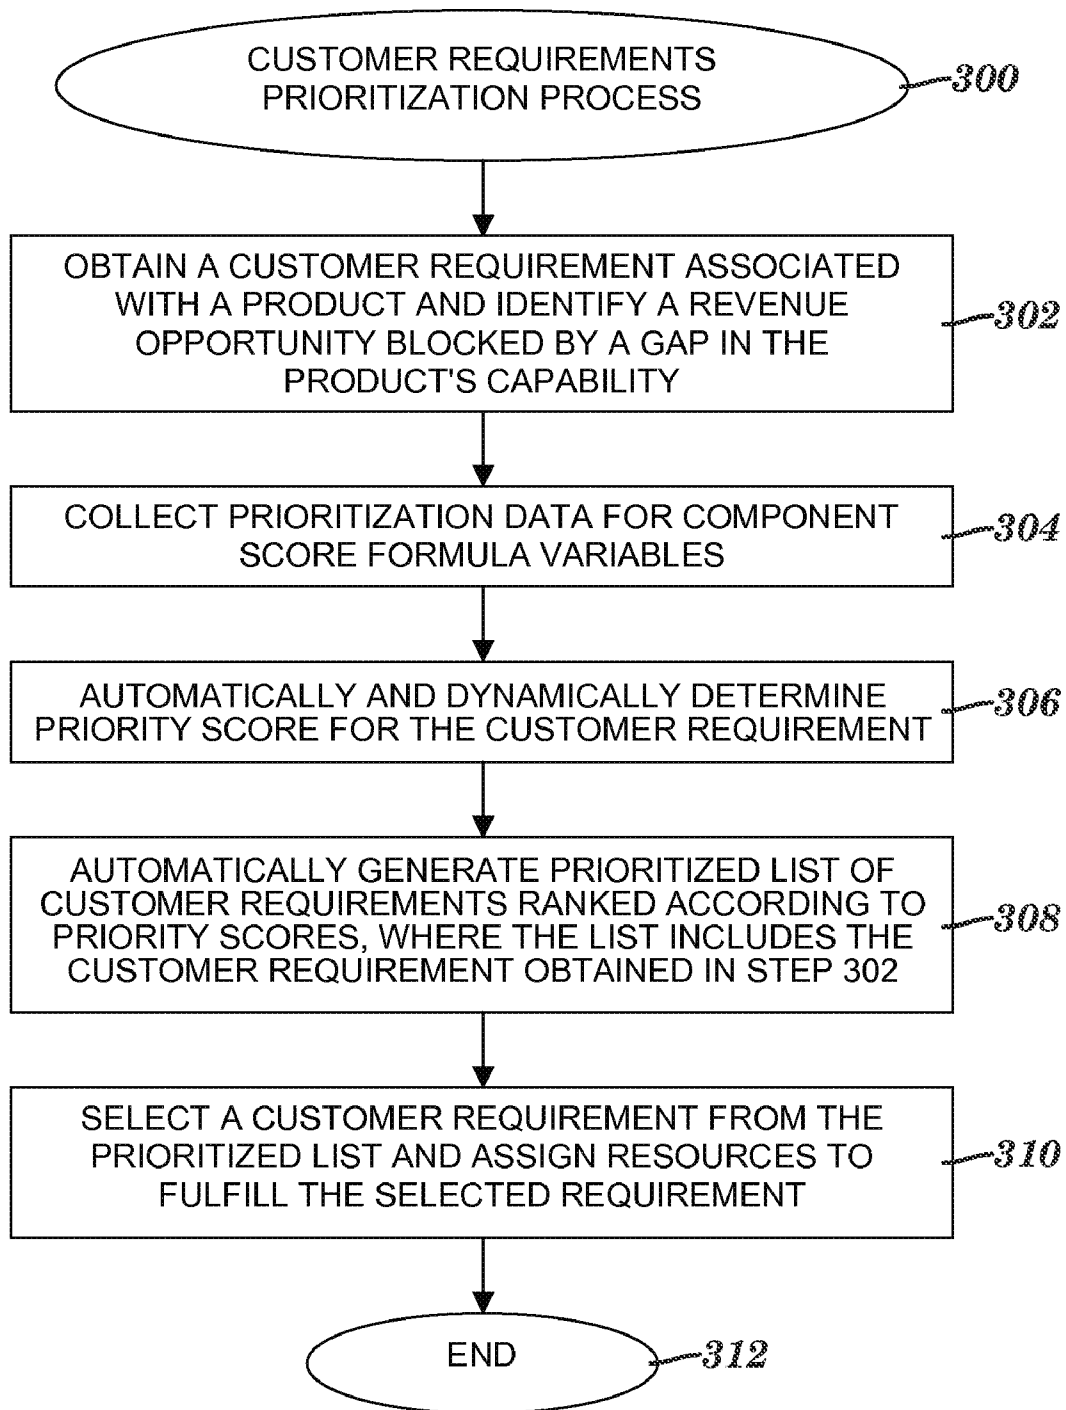 CUSTOMER REQUIREMENTS
PRIORITIZATION PROCESS
300
OBTAIN A CUSTOMER REQUIREMENT ASSOCIATED
WITH A PRODUCT AND IDENTIFY A REVENUE
OPPORTUNITY BLOCKED BY A GAP IN THE
PRODUCT'S CAPABILITY
302
COLLECT PRIORITIZATION DATA FOR COMPONENT
SCORE FORMULA VARIABLES
304
AUTOMATICALLY AND DYNAMICALLY DETERMINE
PRIORITY SCORE FOR THE CUSTOMER REQUIREMENT
306
AUTOMATICALLY GENERATE PRIORITIZED LIST OF
CUSTOMER REQUIREMENTS RANKED ACCORDING TO
PRIORITY SCORES, WHERE THE LIST INCLUDES THE
CUSTOMER REQUIREMENT OBTAINED IN STEP 302
308
SELECT A CUSTOMER REQUIREMENT FROM THE
PRIORITIZED LIST AND ASSIGN RESOURCES TO
FULFILL THE SELECTED REQUIREMENT
310
END
312